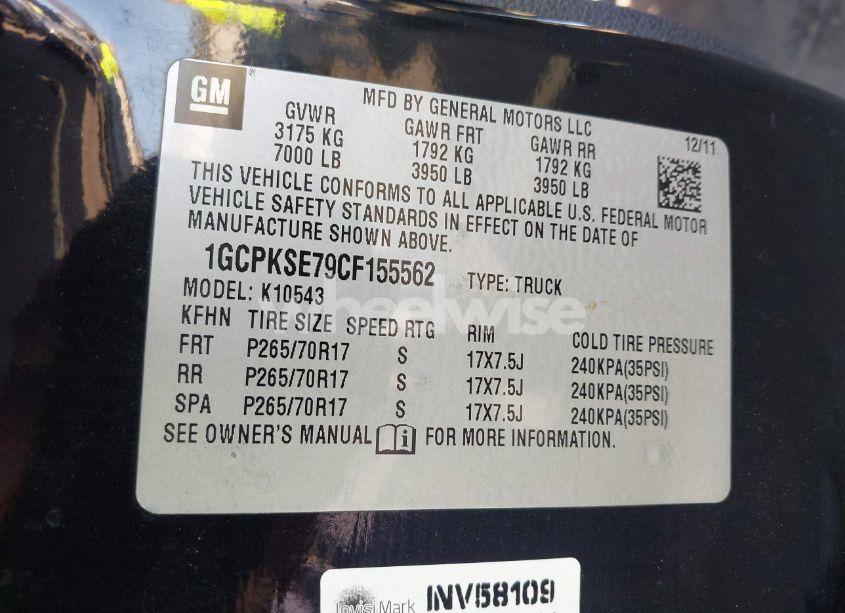 GM
MFD BY GENERAL MOTORS LLC
GVWR GAWR FRT GAWR RR 12/11
3175 KG 1792 KG 1792 KG
7000 LB 3950 LB 3950 LB
THIS VEHICLE CONFORMS TO ALL APPLICABLE U.S. FEDERAL MOTOR
VEHICLE SAFETY STANDARDS IN EFFECT ON THE DATE OF
MANUFACTURE SHOWN ABOVE.
1GCPKSE79CF155562 TYPE: TRUCK
MODEL: K10543
wheelwise
KFHN TIRE SIZE SPEED RTG RIM COLD TIRE PRESSURE
FRT P265/70R17 S 17X7.5J 240KPA(35PSI)
RR P265/70R17 S 17X7.5J 240KPA(35PSI)
SPA P265/70R17 S 17X7.5J 240KPA(35PSI)
SEE OWNER'S MANUAL FOR MORE INFORMATION.
InvisiMark INV58109